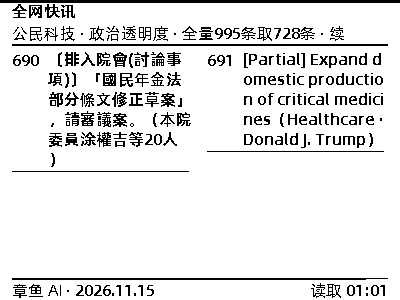 全网快讯
公民科技 · 政治透明度 · 全量995条取728条 · 续
690 〔排入院會(討論事
項)〕「國民年金法
部分條文修正草案」
，請審議案。（本院
委員涂權吉等20人
）
691 [Partial] Expand d
omestic productio
n of critical medici
nes（Healthcare ·
Donald J. Trump）
章鱼 AI · 2026.11.15
读取 01:01